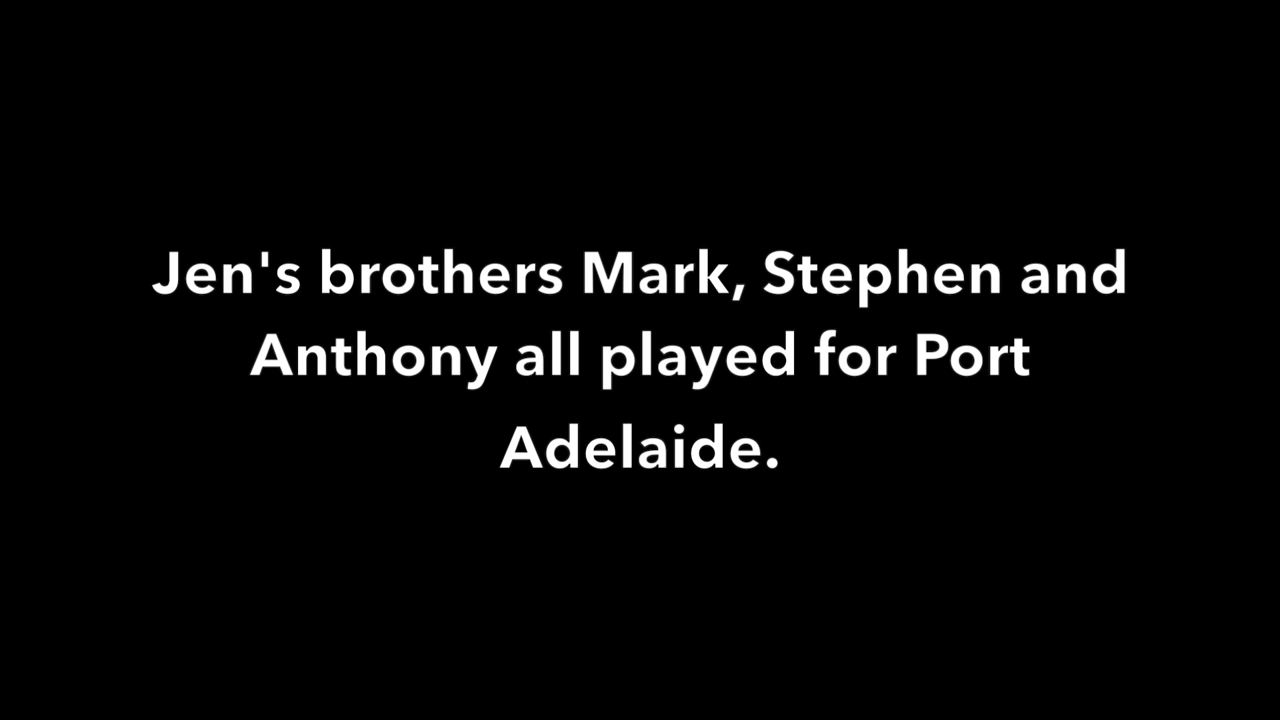 Jen's brothers Mark, Stephen and
Anthony all played for Port
Adelaide.